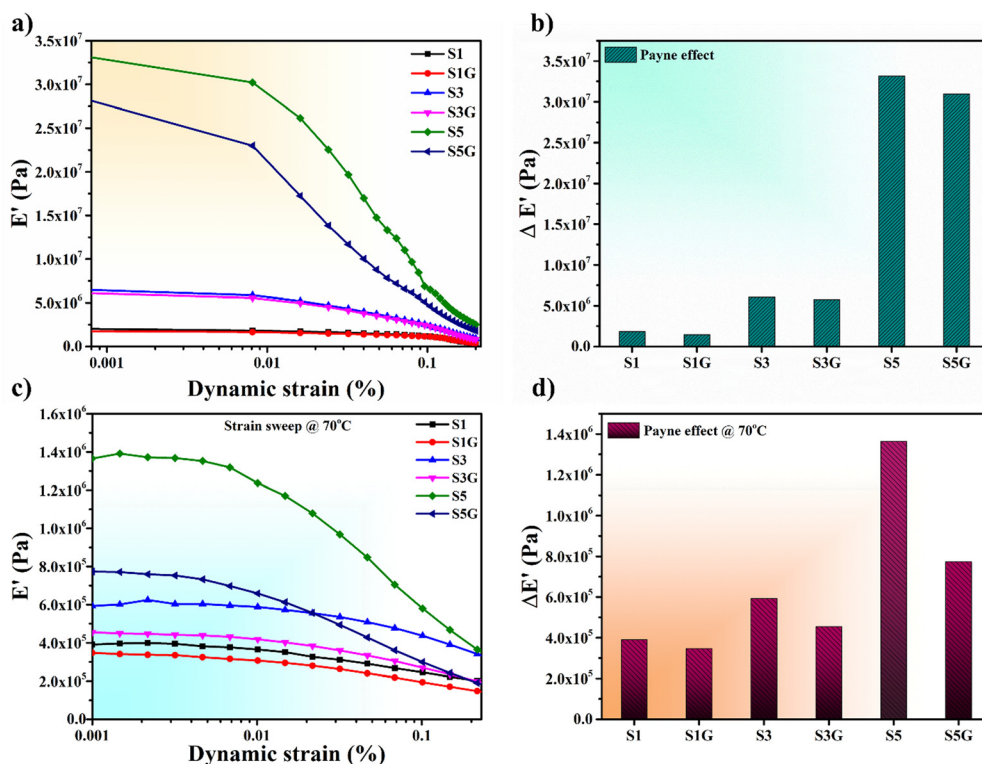 a)
3.5x10⁷
3.0x10⁷
2.5x10⁷
2.0x10⁷
1.5x10⁷
1.0x10⁷
5.0x10⁶
0.0
E' (Pa)
S1
S1G
S3
S3G
S5
S5G
0.001
0.01
0.1
Dynamic strain (%)
b)
Payne effect
3.5x10⁷
3.0x10⁷
2.5x10⁷
2.0x10⁷
1.5x10⁷
1.0x10⁷
5.0x10⁶
0.0
Δ E' (Pa)
S1 S1G S3 S3G S5 S5G
c)
Strain sweep @ 70°C
1.6x10⁶
1.4x10⁶
1.2x10⁶
1.0x10⁶
8.0x10⁵
6.0x10⁵
4.0x10⁵
2.0x10⁵
0.0
E' (Pa)
S1
S1G
S3
S3G
S5
S5G
0.001
0.01
0.1
Dynamic strain (%)
d)
Payne effect @ 70°C
1.4x10⁶
1.2x10⁶
1.0x10⁶
8.0x10⁵
6.0x10⁵
4.0x10⁵
2.0x10⁵
0.0
ΔE' (Pa)
S1 S1G S3 S3G S5 S5G